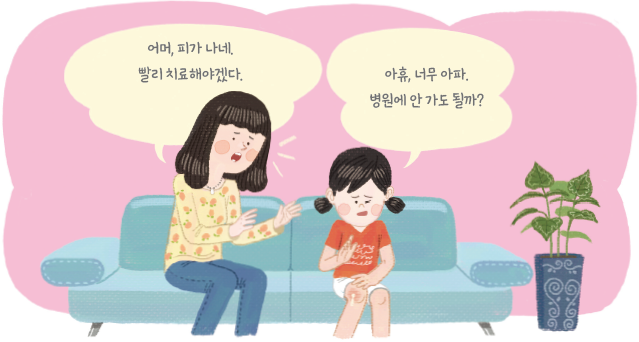 어머, 피가 나네.
빨리 치료해야겠다.
아휴, 너무 아파.
병원에 안 가도 될까?